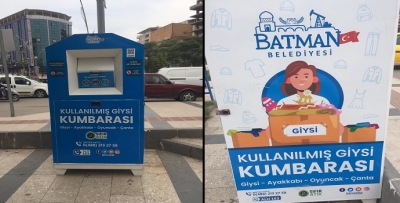 KULLANILMIŞ GİYSİ
KUMBARASI
Giysi - Ayakkabı - Oyuncak - Çanta
BATMAN
BELEDİYESİ
GİYSİ
KULLANILMIŞ GİYSİ
KUMBARASI
Giysi - Ayakkabı - Oyuncak - Çanta